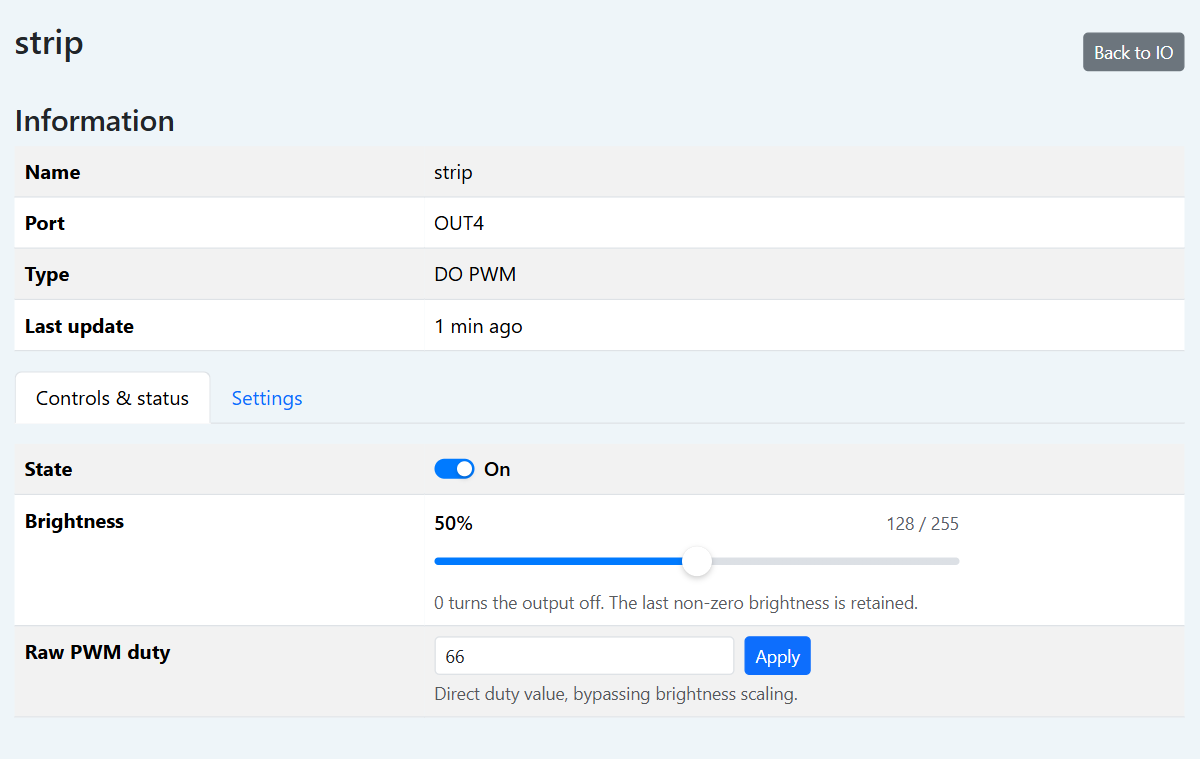 strip
Back to IO
Information
Name strip
Port OUT4
Type DO PWM
Last update 1 min ago
Controls & status Settings
State On
Brightness 50% 128 / 255
0 turns the output off. The last non-zero brightness is retained.
Raw PWM duty 66 Apply
Direct duty value, bypassing brightness scaling.